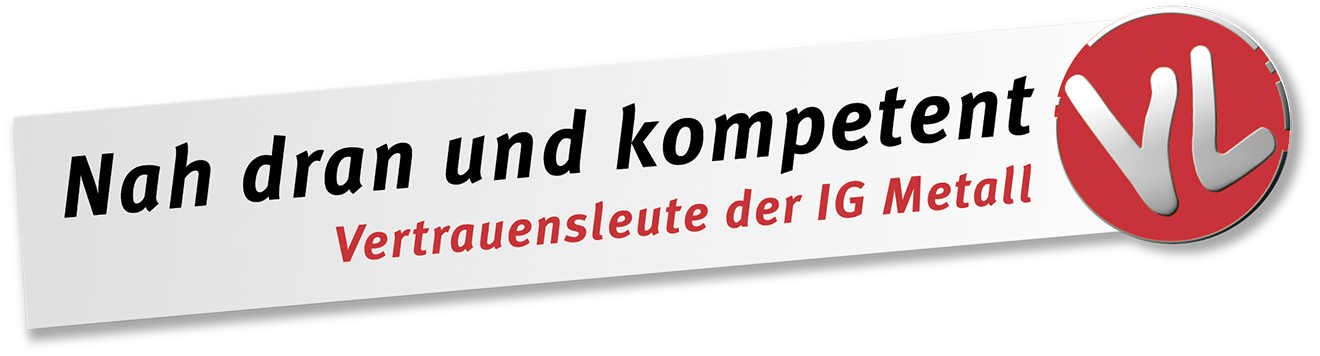 Nah dran und kompetent
Vertrauensleute der IG Metall
VL